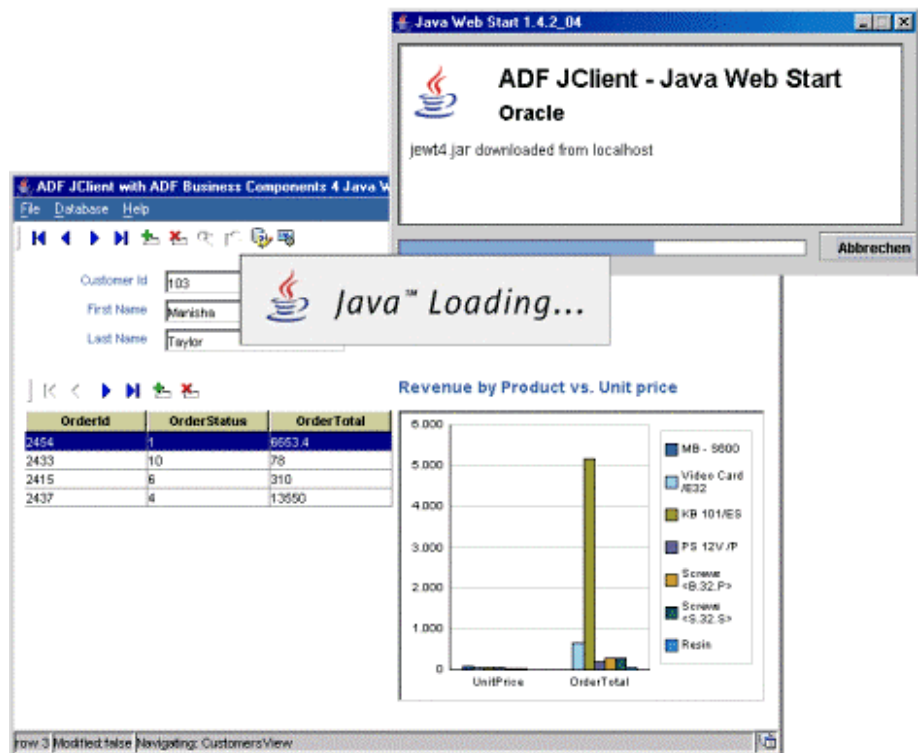 Java Web Start 1.4.2_04
ADF JClient - Java Web Start
Oracle
jewt4.jar downloaded from localhost
Abbrechen
ADF JClient with ADF Business Components 4 Java W
File Database Help
Java™ Loading...
Customer Id 103
First Name Manisha
Last Name Taylor
OrderId OrderStatus OrderTotal
2454 1 6653.4
2433 10 78
2415 6 310
2437 4 13550
Revenue by Product vs. Unit price
6.000
5.000
4.000
3.000
2.000
1.000
0
UnitPrice OrderTotal
MB - S600
Video Card
/E32
KB 101/ES
PS 12V /P
Screws
<B.32.P>
Screws
<S.32.S>
Resin
row 3 Modified:false Navigating: CustomersView